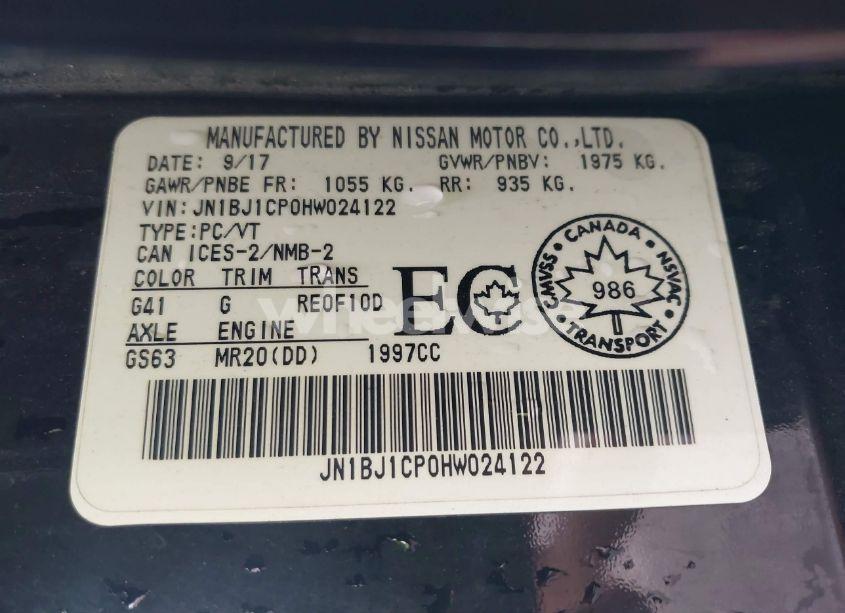 MANUFACTURED BY NISSAN MOTOR CO.,LTD.
DATE: 9/17 GVWR/PNBV: 1975 KG.
GAWR/PNBE FR: 1055 KG. RR: 935 KG.
VIN: JN1BJ1CP0HW024122
TYPE:PC/VT
CAN ICES-2/NMB-2
COLOR TRIM TRANS
G41 G RE0F10D
AXLE ENGINE
GS63 MR20(DD) 1997CC
EC
CANADA
CMVSS 986 NSVAC
TRANSPORT
JN1BJ1CP0HW024122